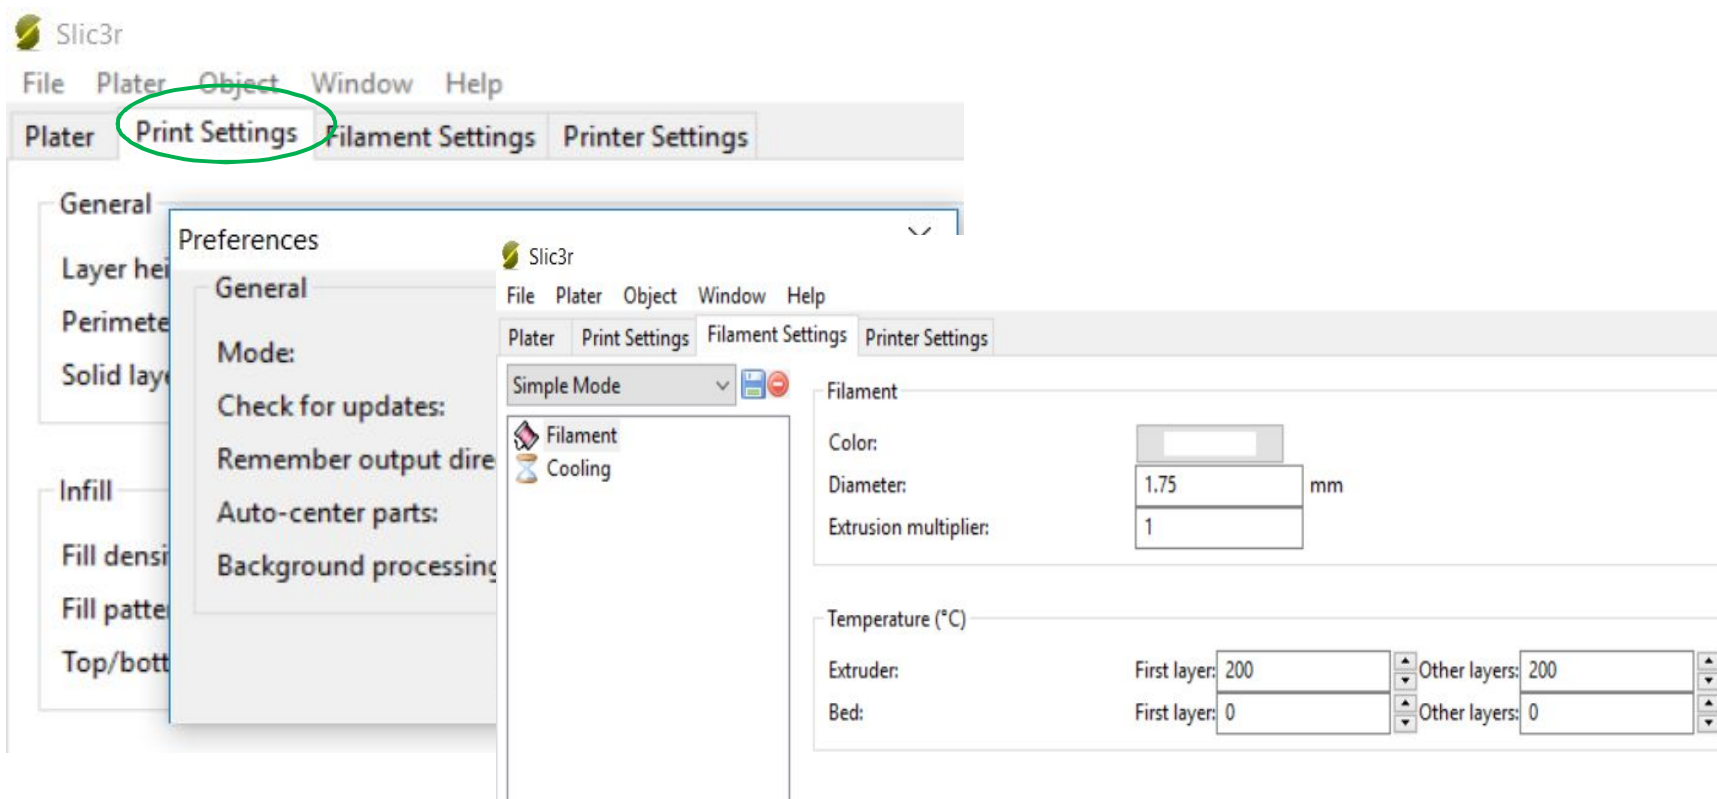 Slic3r
File Plater Object Window Help
Plater Print Settings Filament Settings Printer Settings
General
Layer hei
Perimete
Solid lay
Infill
Fill densi
Fill patte
Top/bott
Preferences
General
Mode:
Check for updates:
Remember output dire
Auto-center parts:
Background processing
Slic3r
File Plater Object Window Help
Plater Print Settings Filament Settings Printer Settings
Simple Mode
Filament
Cooling
Filament
Color:
Diameter: 1.75 mm
Extrusion multiplier: 1
Temperature (°C)
Extruder: First layer: 200 Other layers: 200
Bed: First layer: 0 Other layers: 0